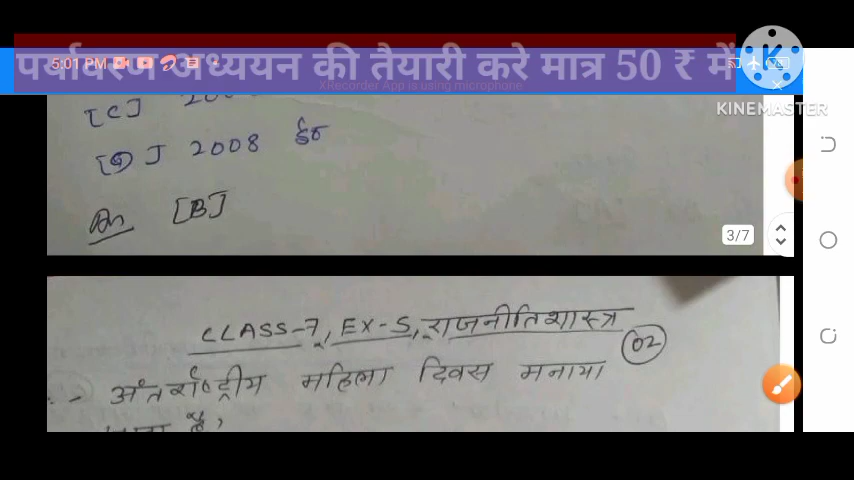 पर्यावरण अध्ययन की तैयारी करे मात्र 50 ₹ में
5:01 PM
XRecorder App is using microphone
KINEMASTER
[C]
[D] 2008 ई०
Ans [B]
3/7
CLASS-7, EX-5, राजनीतिशास्त्र
02
:- अंतर्राष्ट्रीय महिला दिवस मनाया
जाता है,